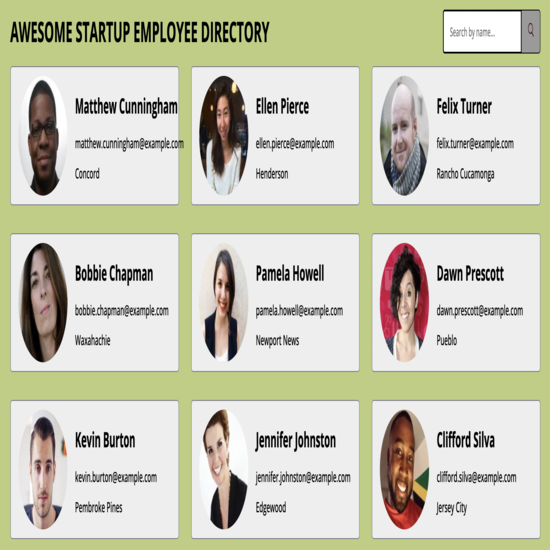 AWESOME STARTUP EMPLOYEE DIRECTORY
Search by name...
Matthew Cunningham
matthew.cunningham@example.com
Concord
Ellen Pierce
ellen.pierce@example.com
Henderson
Felix Turner
felix.turner@example.com
Rancho Cucamonga
Bobbie Chapman
bobbie.chapman@example.com
Waxahachie
Pamela Howell
pamela.howell@example.com
Newport News
Dawn Prescott
dawn.prescott@example.com
Pueblo
Kevin Burton
kevin.burton@example.com
Pembroke Pines
Jennifer Johnston
jennifer.johnston@example.com
Edgewood
Clifford Silva
clifford.silva@example.com
Jersey City